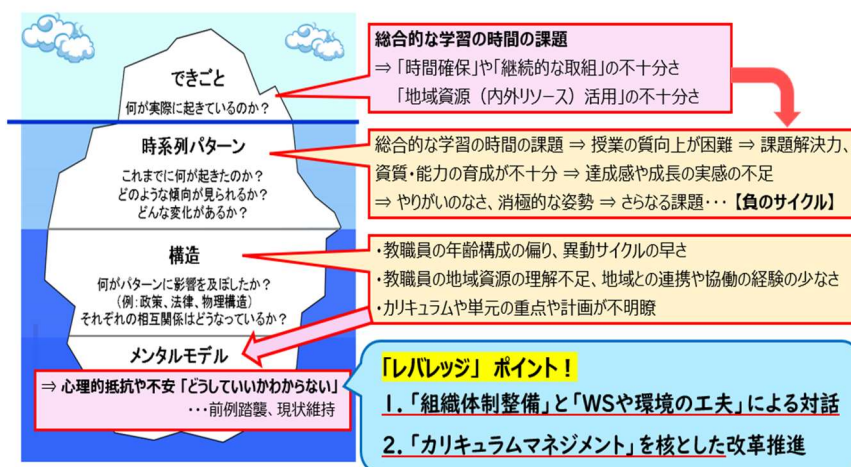 できごと
何が実際に起きているのか？
総合的な学習の時間の課題
⇒「時間確保」や「継続的な取組」の不十分さ
「地域資源（内外リソース）活用」の不十分さ
時系列パターン
これまでに何が起きたのか？
どのような傾向が見られるか？
どんな変化があるか？
総合的な学習の時間の課題 ⇒ 授業の質向上が困難 ⇒ 課題解決力、
資質・能力の育成が不十分 ⇒ 達成感や成長の実感の不足
⇒ やりがいのなさ、消極的な姿勢 ⇒ さらなる課題・・・【負のサイクル】
構造
何がパターンに影響を及ぼしたか？
（例：政策、法律、物理構造）
それぞれの相互関係はどうなっているか？
・教職員の年齢構成の偏り、異動サイクルの早さ
・教職員の地域資源の理解不足、地域との連携や協働の経験の少なさ
・カリキュラムや単元の重点や計画が不明瞭
メンタルモデル
⇒ 心理的抵抗や不安「どうしていいかわからない」
・・・前例踏襲、現状維持
「レバレッジ」ポイント！
1．「組織体制整備」と「WSや環境の工夫」による対話
2．「カリキュラムマネジメント」を核とした改革推進